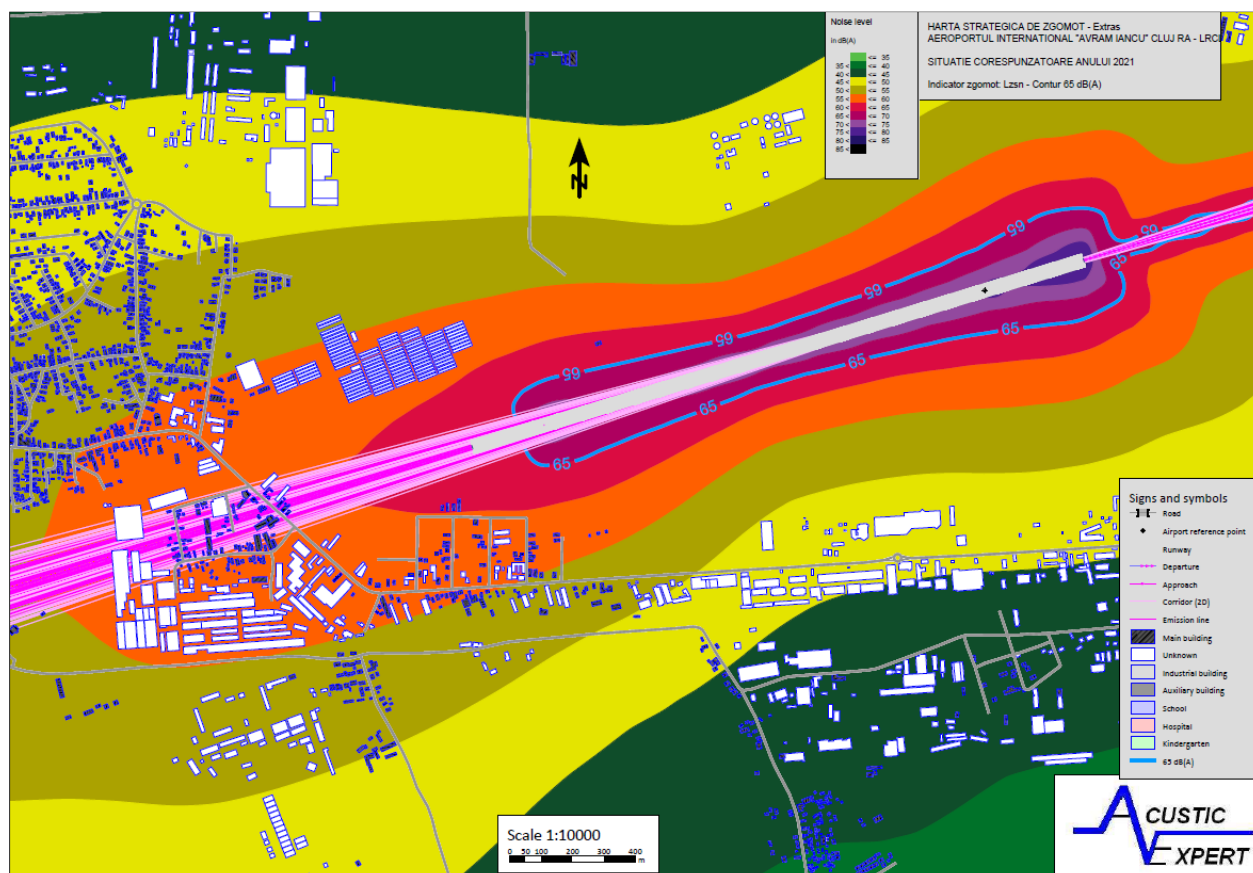 Noise level
in dB(A)
<= 35
35 < <= 40
40 < <= 45
45 < <= 50
50 < <= 55
55 < <= 60
60 < <= 65
65 < <= 70
70 < <= 75
75 < <= 80
80 < <= 85
85 <
HARTA STRATEGICA DE ZGOMOT - Extras
AEROPORTUL INTERNATIONAL "AVRAM IANCU" CLUJ RA -
SITUATIE CORESPUNZATOARE ANULUI 2021
Indicator zgomot: Lzsn - Contur 65 dB(A)
N
65
65
65
65
65
65
65
65
65
65
65
Signs and symbols
Road
Airport reference point
Runway
Departure
Approach
Corridor (2D)
Emission line
Main building
Unknown
Industrial building
Auxiliary building
School
Hospital
Kindergarten
65 dB(A)
Scale 1:10000
0 50 100 200 300 400
m
ACUSTIC
EXPERT